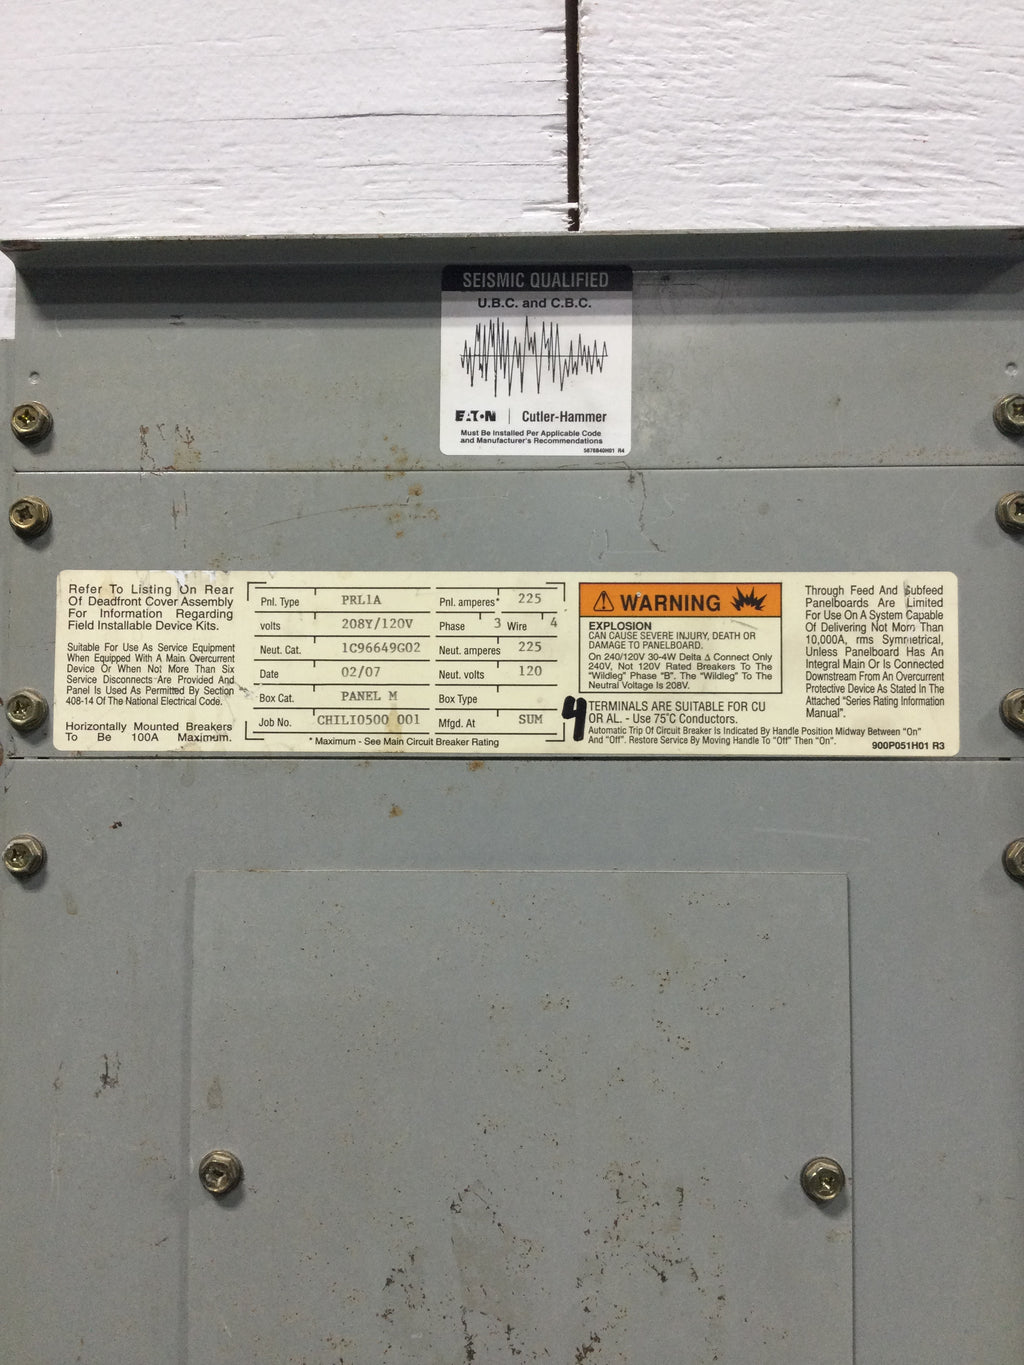 SEISMIC QUALIFIED
U.B.C. and C.B.C.
EATON | Cutler-Hammer
Must Be Installed Per Applicable Code
and Manufacturer's Recommendations
5678B40H01 R4
Refer To Listing On Rear
Of Deadfront Cover Assembly
For Information Regarding
Field Installable Device Kits.
Suitable For Use As Service Equipment
When Equipped With A Main Overcurrent
Device Or When Not More Than Six
Service Disconnects Are Provided And
Panel Is Used As Permitted By Section
408-14 Of The National Electrical Code.
Horizontally Mounted Breakers
To Be 100A Maximum.
Pnl. Type PRL1A Pnl. amperes* 225
volts 208Y/120V Phase 3 Wire 4
Neut. Cat. 1C96649G02 Neut. amperes 225
Date 02/07 Neut. volts 120
Box Cat. PANEL M Box Type
Job No. CHILI0500 001 Mfgd. At SUM
* Maximum - See Main Circuit Breaker Rating
WARNING
EXPLOSION
CAN CAUSE SEVERE INJURY, DEATH OR
DAMAGE TO PANELBOARD.
On 240/120V 30-4W Delta Δ Connect Only
240V, Not 120V Rated Breakers To The
"Wildleg" Phase "B". The "Wildleg" To The
Neutral Voltage Is 208V.
4
TERMINALS ARE SUITABLE FOR CU
OR AL. - Use 75°C Conductors.
Automatic Trip Of Circuit Breaker Is Indicated By Handle Position Midway Between "On"
And "Off". Restore Service By Moving Handle To "Off" Then "On".
Through Feed And Subfeed
Panelboards Are Limited
For Use On A System Capable
Of Delivering Not More Than
10,000A, rms Symmetrical,
Unless Panelboard Has An
Integral Main Or Is Connected
Downstream From An Overcurrent
Protective Device As Stated In The
Attached "Series Rating Information
Manual".
900P051H01 R3